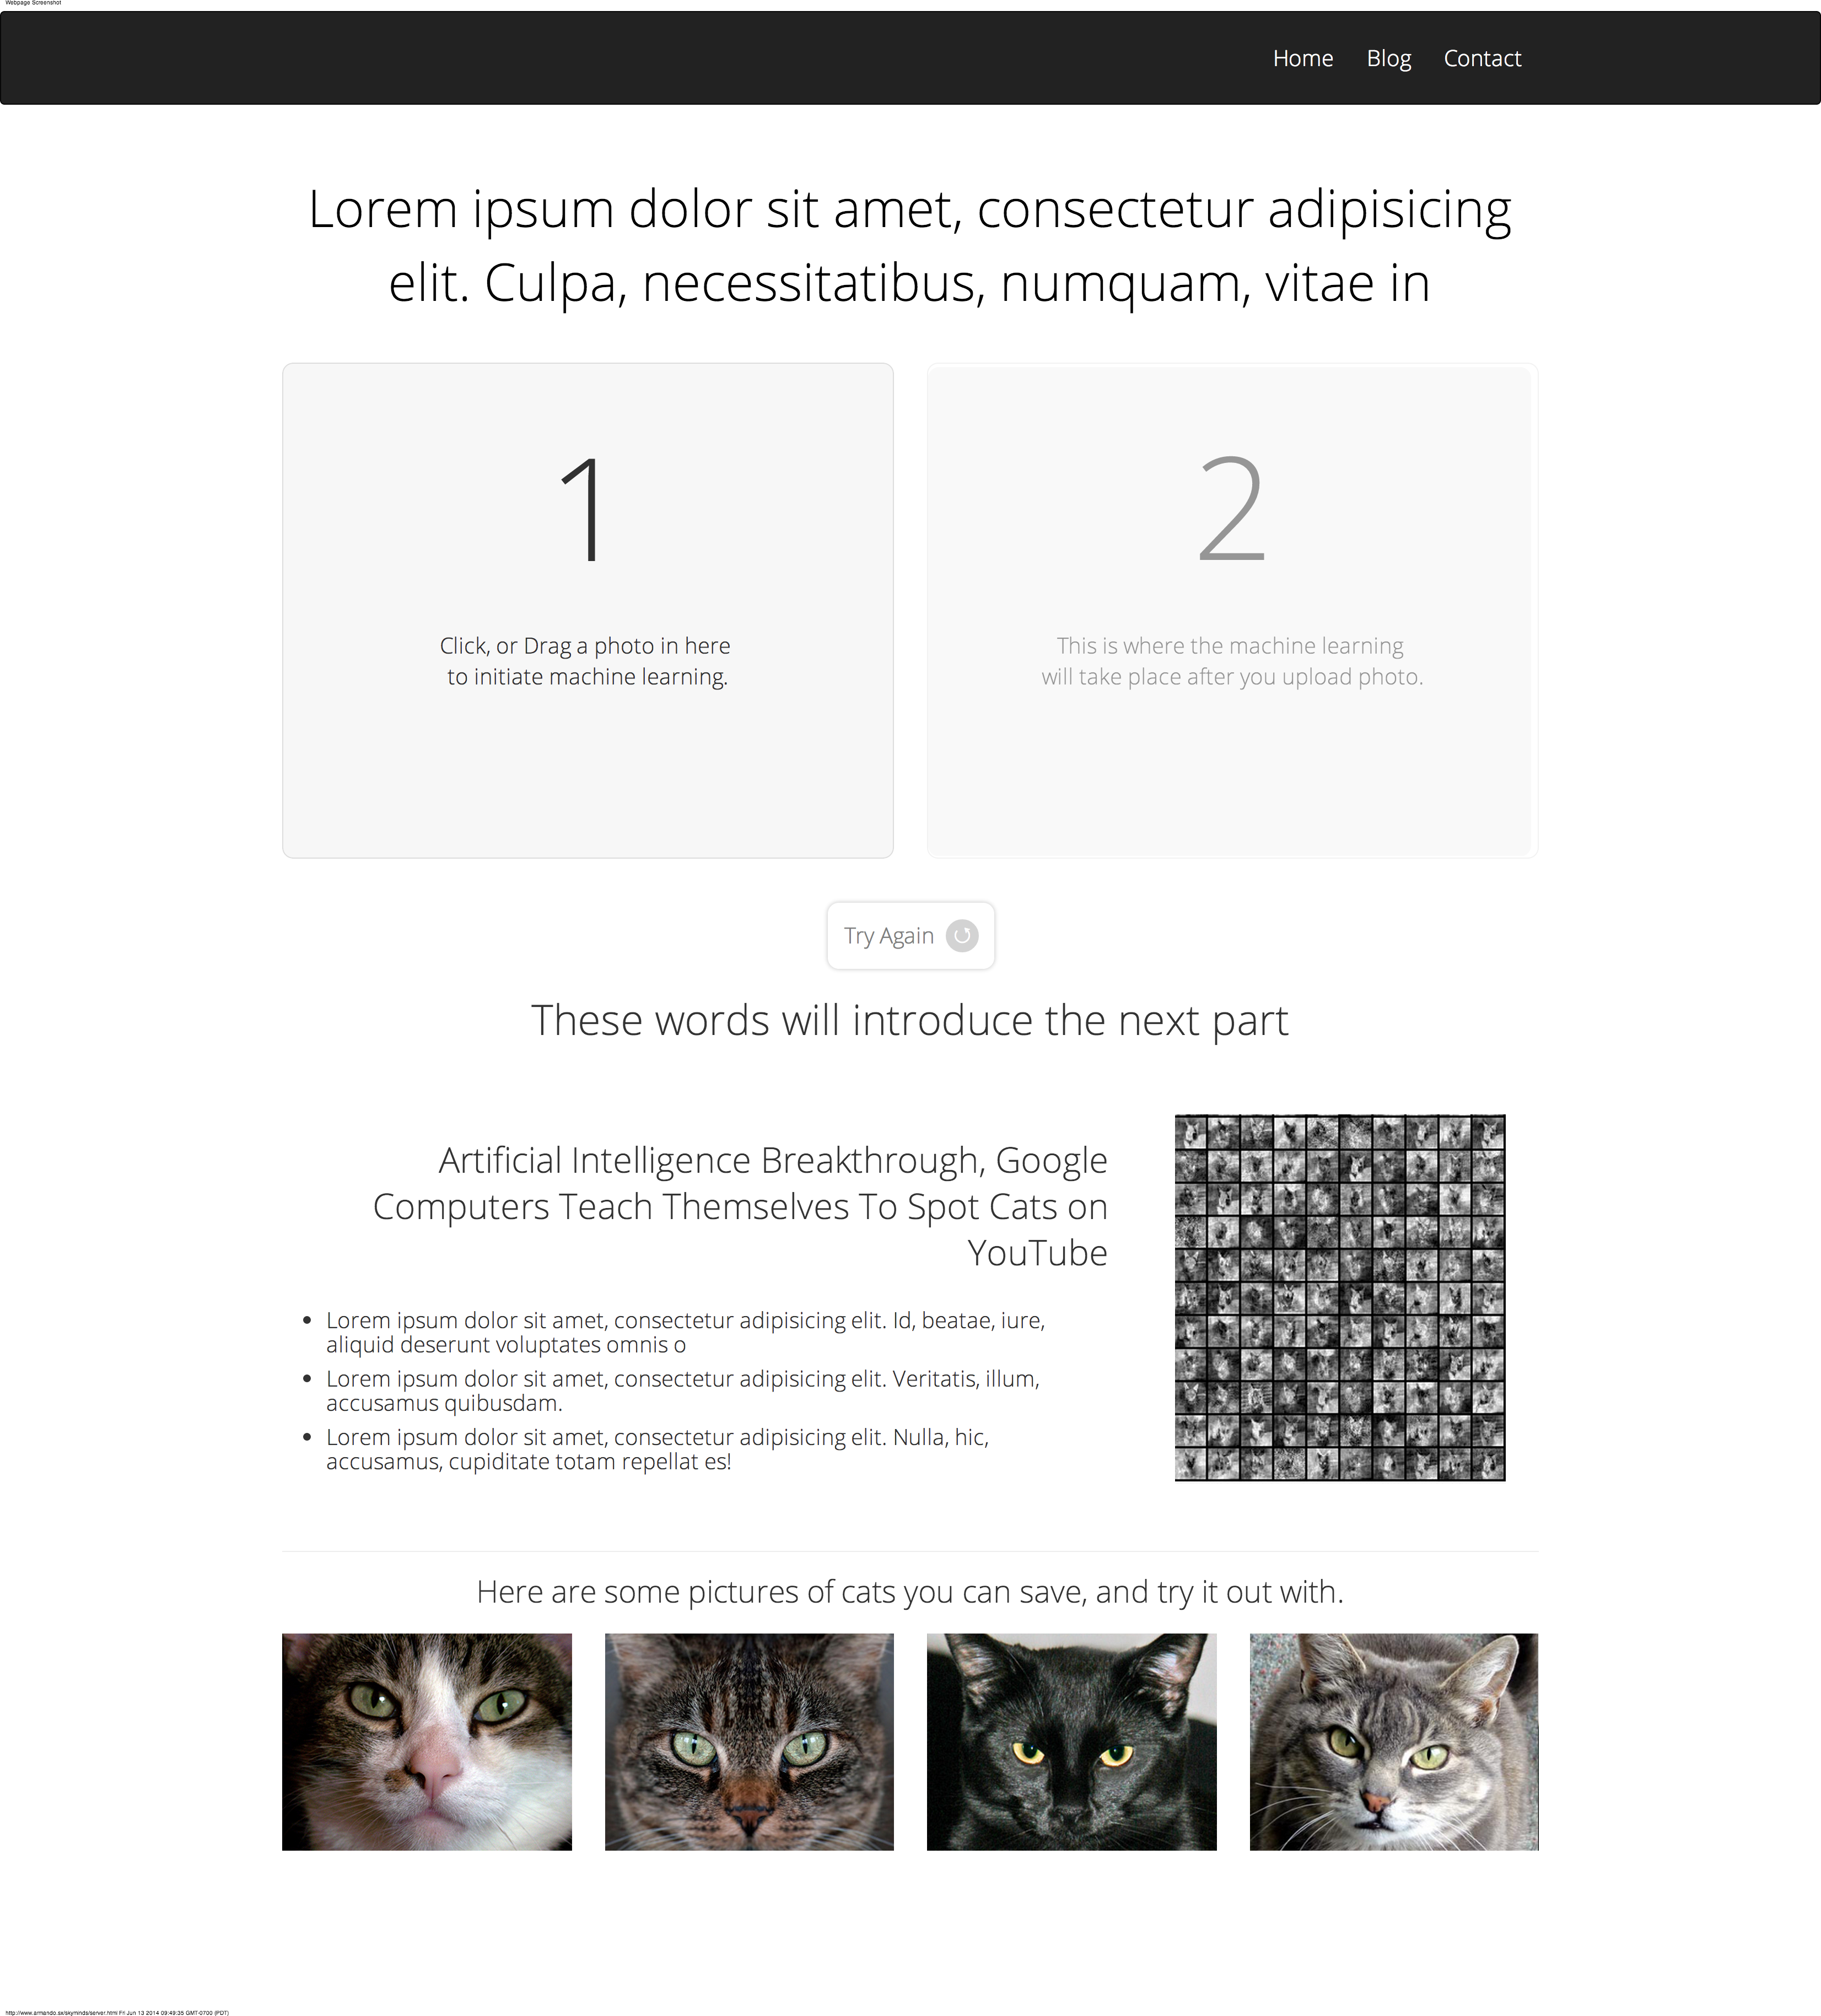 Webpage Screenshot
Home Blog Contact
Lorem ipsum dolor sit amet, consectetur adipisicing
elit. Culpa, necessitatibus, numquam, vitae in
1
Click, or Drag a photo in here
to initiate machine learning.
2
This is where the machine learning
will take place after you upload photo.
Try Again
These words will introduce the next part
Artificial Intelligence Breakthrough, Google
Computers Teach Themselves To Spot Cats on
YouTube
• Lorem ipsum dolor sit amet, consectetur adipisicing elit. Id, beatae, iure,
aliquid deserunt voluptates omnis o
• Lorem ipsum dolor sit amet, consectetur adipisicing elit. Veritatis, illum,
accusamus quibusdam.
• Lorem ipsum dolor sit amet, consectetur adipisicing elit. Nulla, hic,
accusamus, cupiditate totam repellat es!
Here are some pictures of cats you can save, and try it out with.
http://www.armando.sx/skyminds/server.html Fri Jun 13 2014 09:49:35 GMT-0700 (PDT)